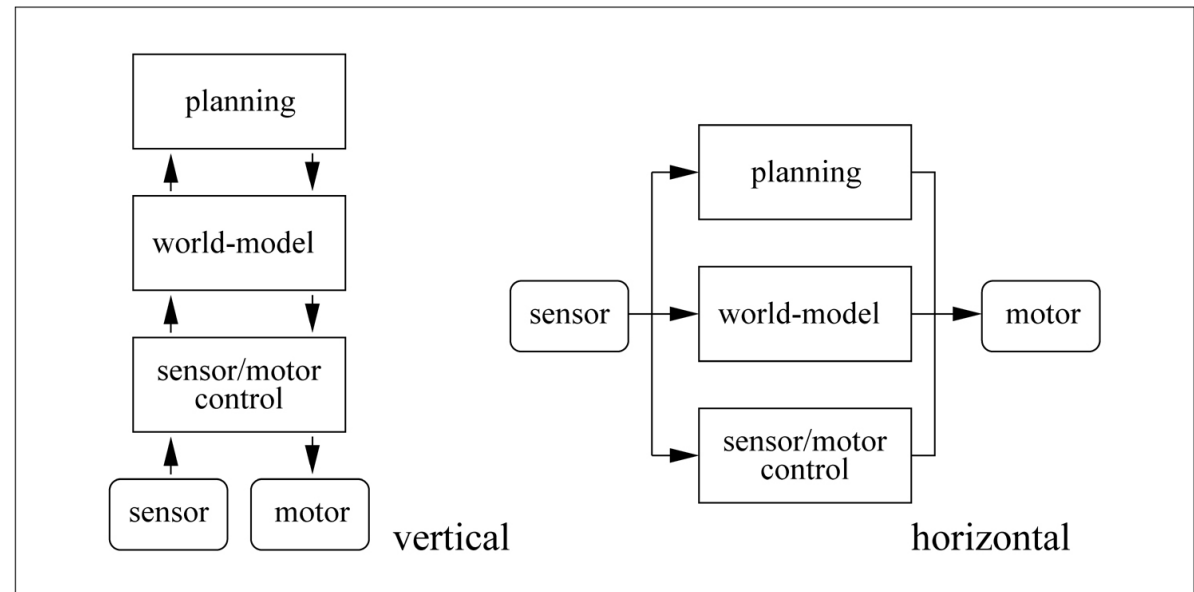 planning
world-model
sensor/motor
control
sensor
motor
vertical
planning
sensor
world-model
motor
sensor/motor
control
horizontal